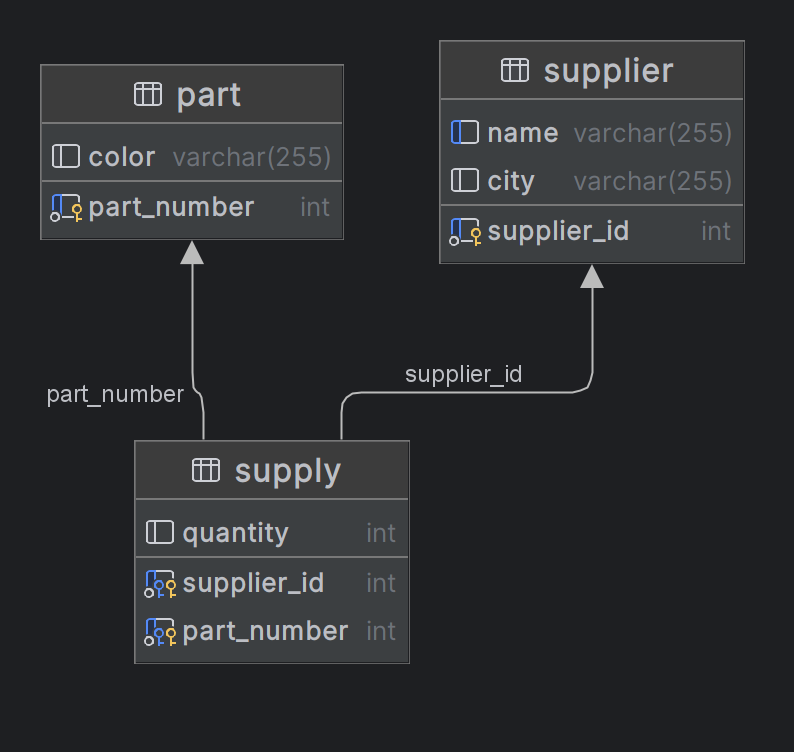 part
color varchar(255)
part_number int
supplier
name varchar(255)
city varchar(255)
supplier_id int
part_number
supplier_id
supply
quantity int
supplier_id int
part_number int